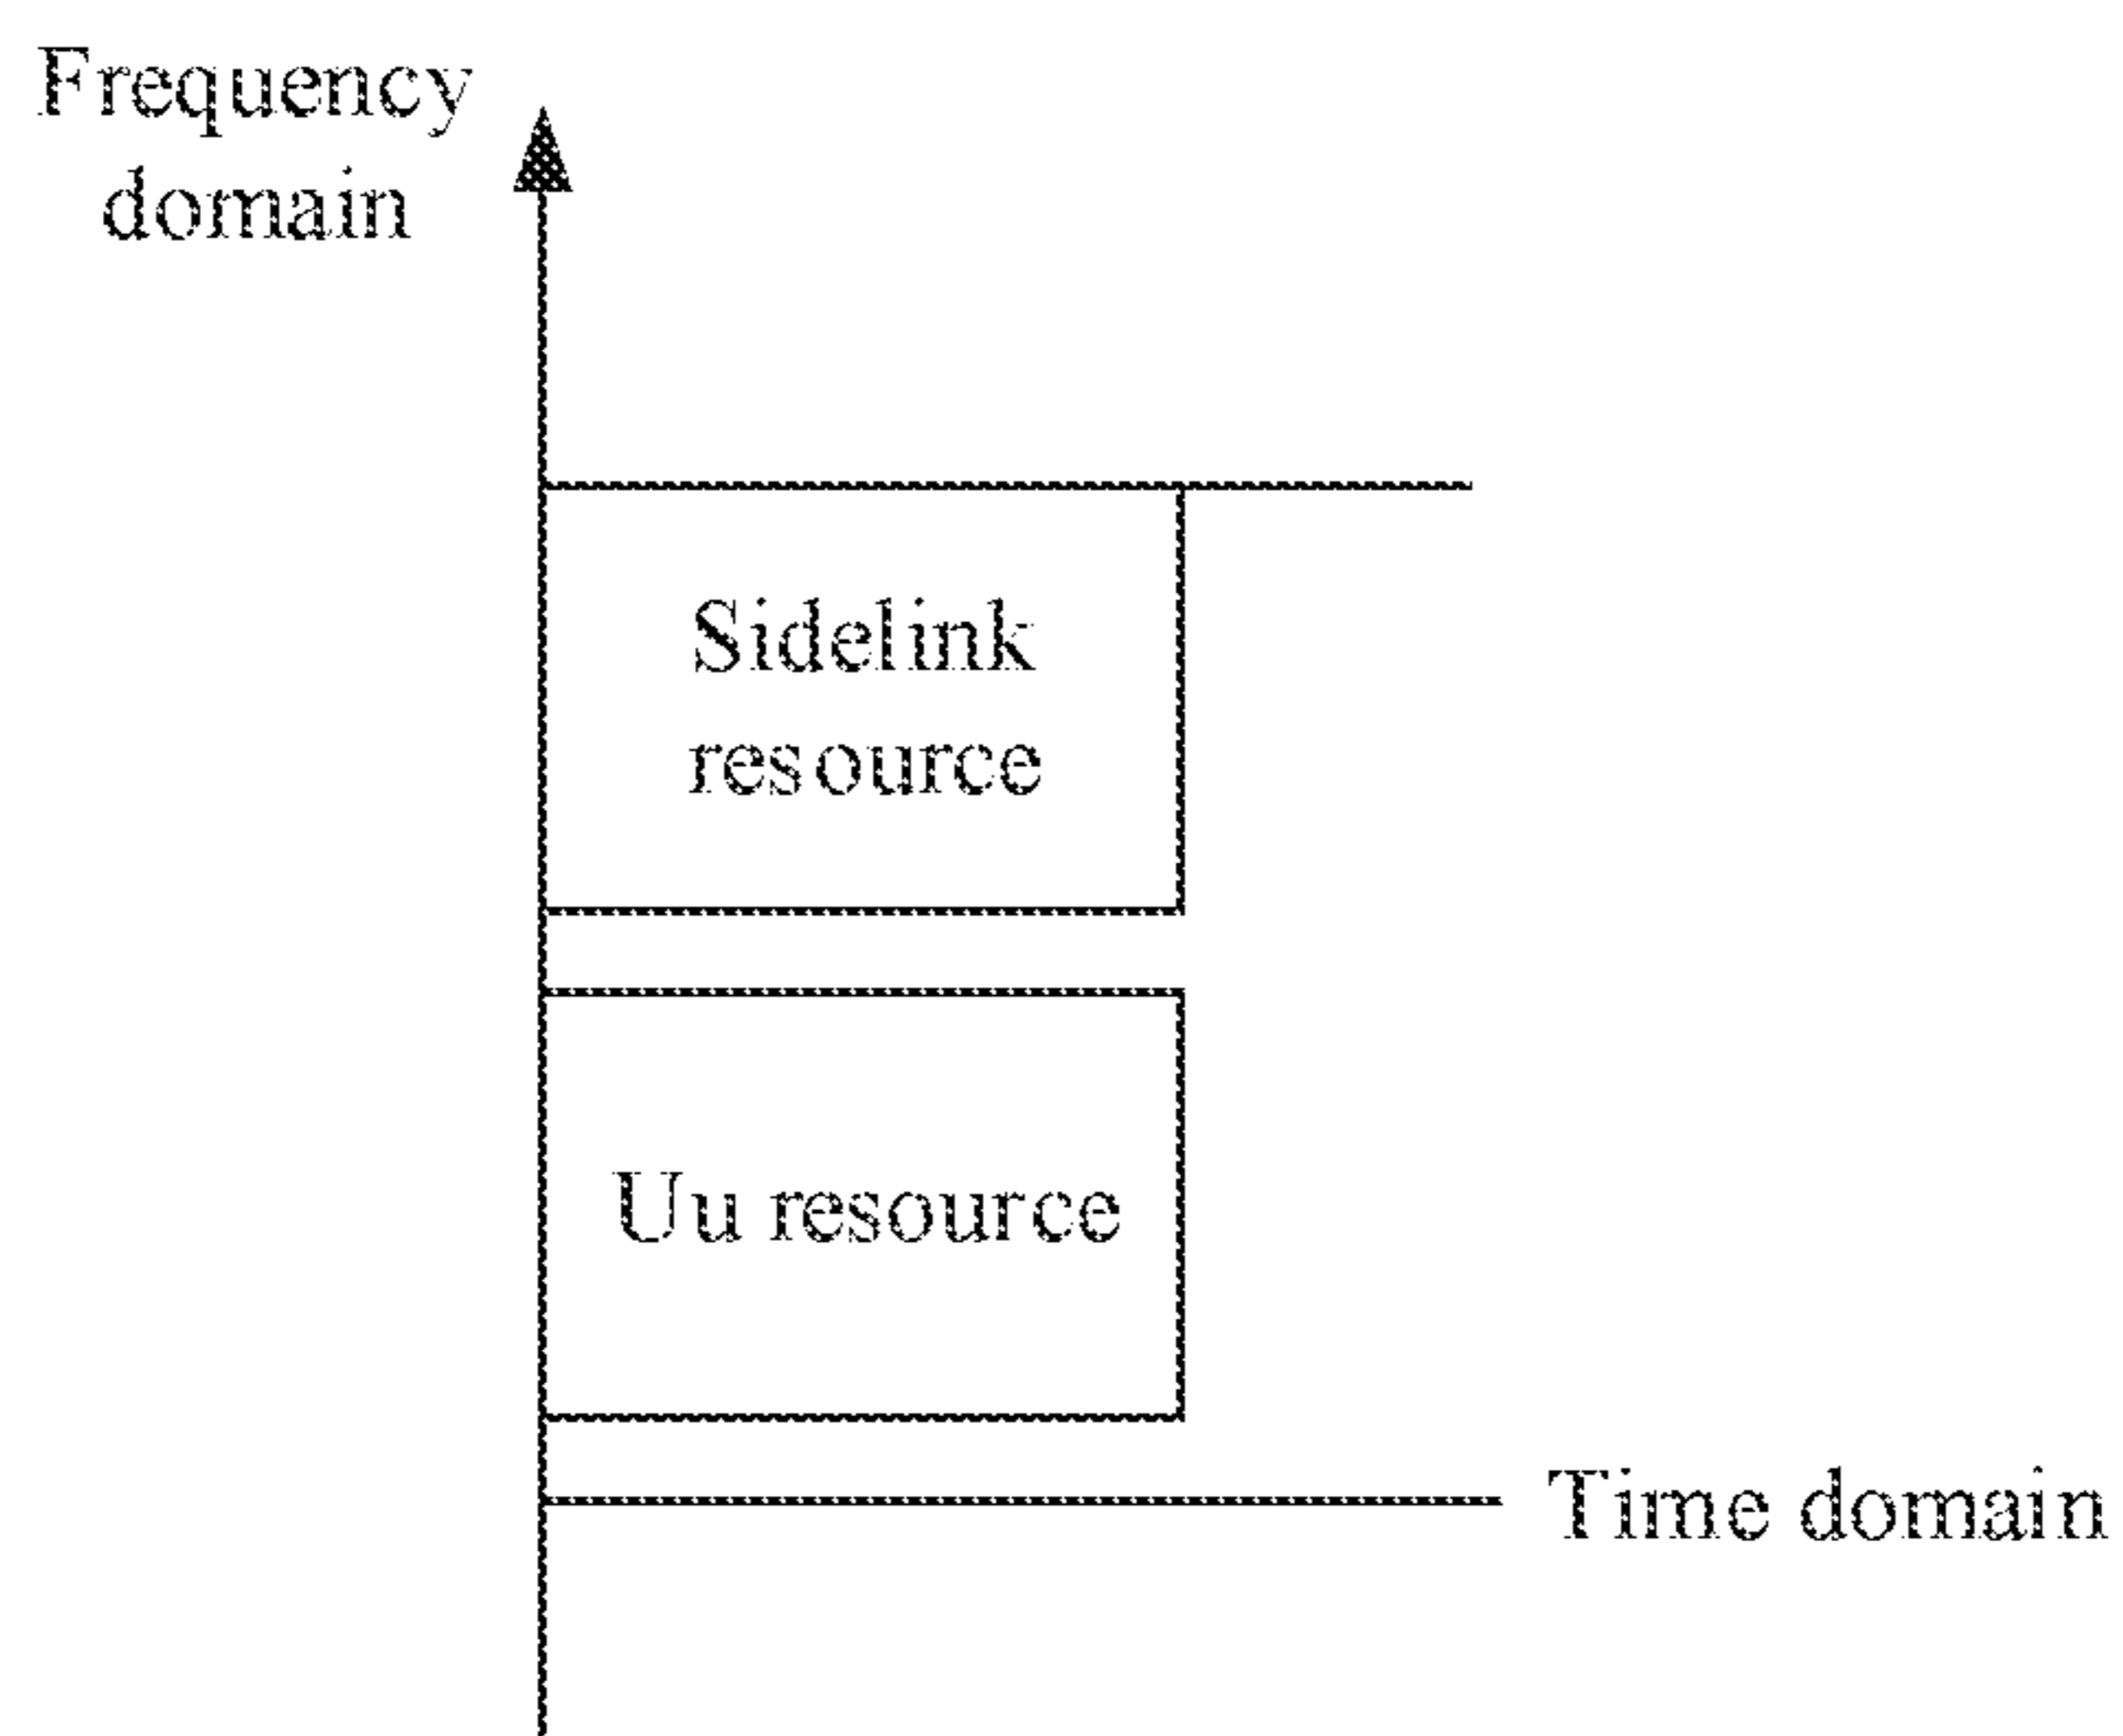 Frequency
domain
Sidelink
resource
Uu resource
Time domain